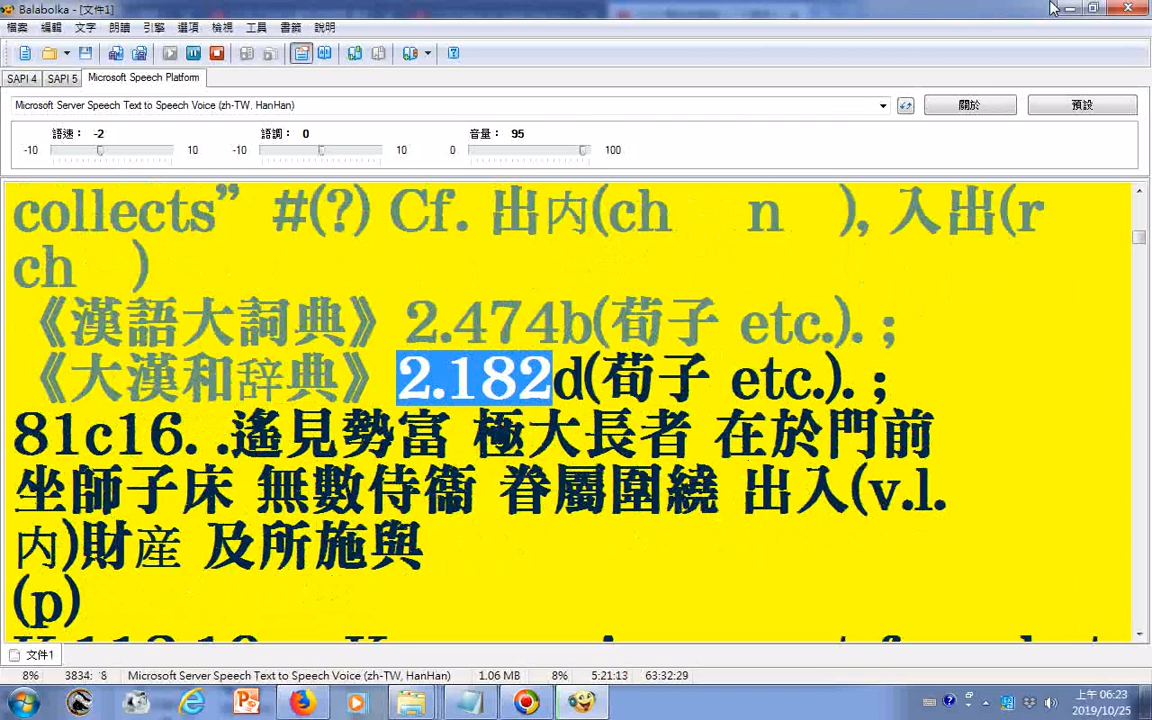 Balabolka - [文件1]
檔案 編輯 文字 朗讀 引擎 選項 檢視 工具 書籤 說明
SAPI 4 SAPI 5 Microsoft Speech Platform
Microsoft Server Speech Text to Speech Voice (zh-TW, HanHan) 關於 預設
語速： -2 語調： 0 音量： 95
-10 10 -10 10 0 100
collects” #(?) Cf. 出内(ch n ), 入出(r
ch )
《漢語大詞典》 2.474b(荀子 etc.). ;
《大漢和辞典》 2.182d(荀子 etc.). ;
81c16. .遙見勢富 極大長者 在於門前
坐師子床 無數侍衞 眷屬圍繞 出入(v.l.
内)財産 及所施與
(p)
文件1
8% 3834: 8 Microsoft Server Speech Text to Speech Voice (zh-TW, HanHan) 1.06 MB 8% 5:21:13 63:32:29
上午 06:23
2019/10/25